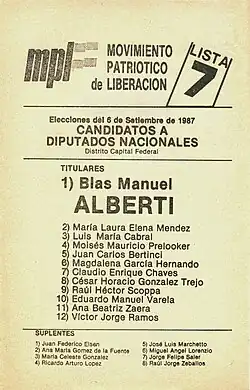 mpl
MOVIMIENTO
PATRIOTICO
de LIBERACION
LISTA
7
Elecciones del 6 de Setiembre de 1987
CANDIDATOS A
DIPUTADOS NACIONALES
Distrito Capital Federal
TITULARES
1) Blas Manuel
ALBERTI
2) María Laura Elena Mendez
3) Luis María Cabral
4) Moisés Mauricio Prelooker
5) Juan Carlos Bertinci
6) Magdalena García Hernando
7) Claudio Enrique Chaves
8) César Horacio Gonzalez Trejo
9) Raúl Héctor Scoppa
10) Eduardo Manuel Varela
11) Ana Beatriz Zaera
12) Víctor Jorge Ramos
SUPLENTES
1) Juan Federico Eisen
2) Ana María Gomez de la Fuente
3) María Celeste Gonzalez
4) Ricardo Arturo Lopez
5) José Luis Marchetto
6) Miguel Angel Lorenzio
7) Jorge Felipe Saler
8) Raúl Jorge Zeballos